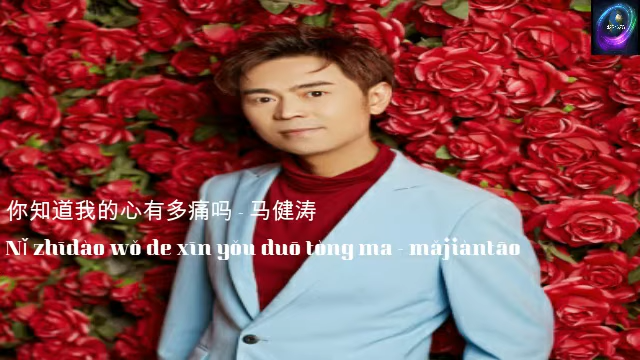 你知道我的心有多痛吗 - 马健涛
Nǐ zhīdào wǒ de xīn yǒu duō tòng ma - mǎjiàntāo